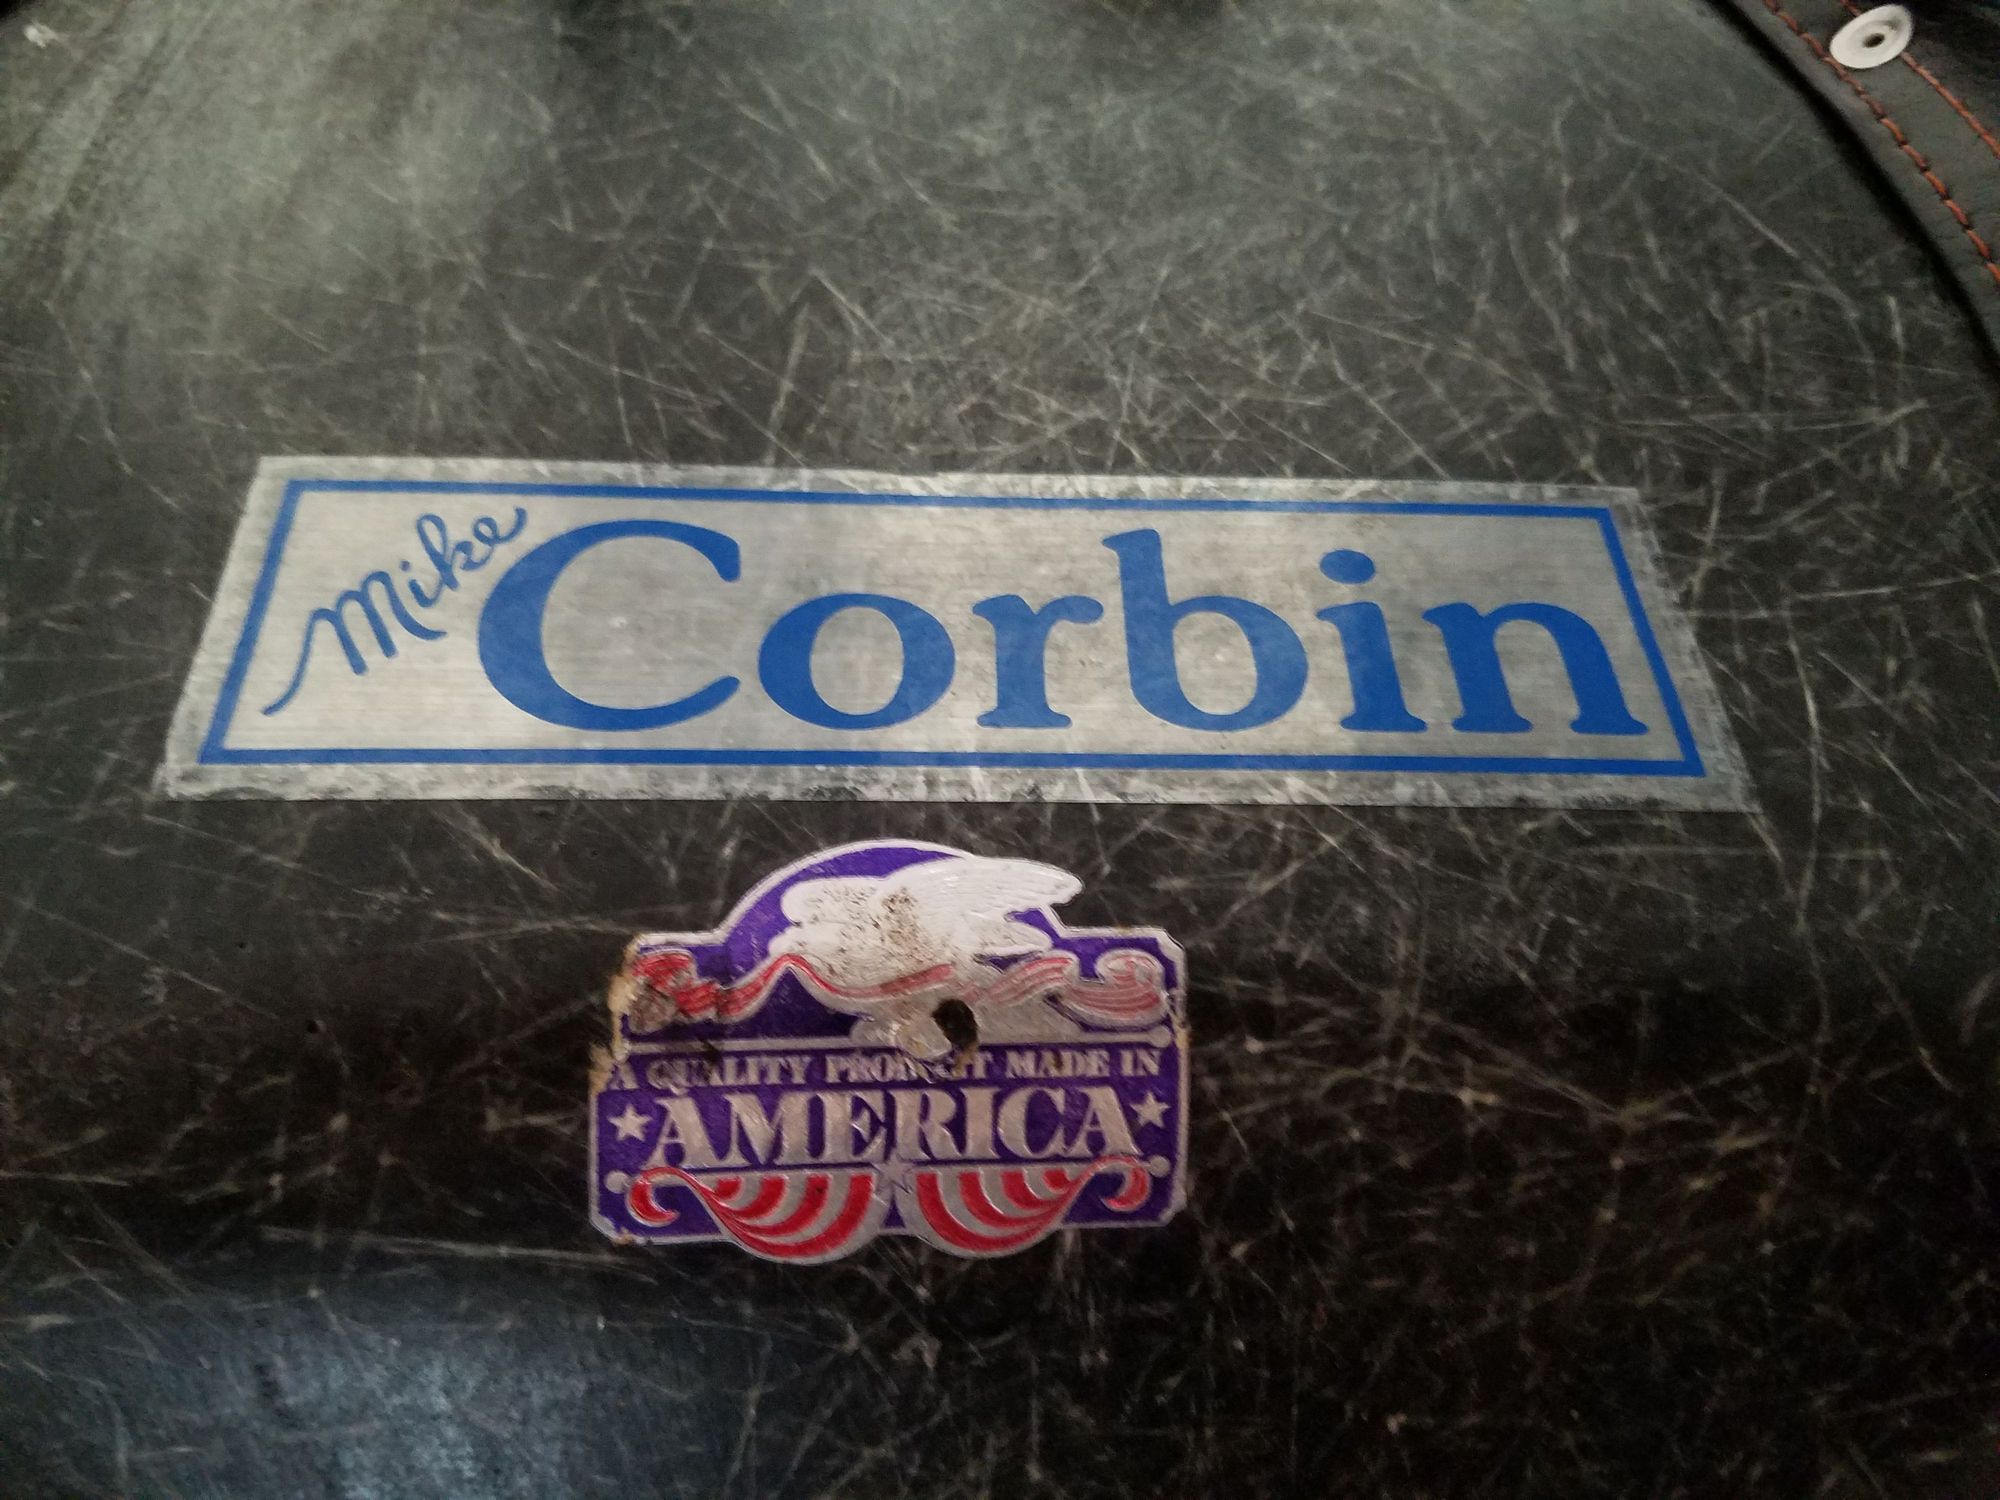 Mike Corbin
A QUALITY PRODUCT MADE IN
AMERICA